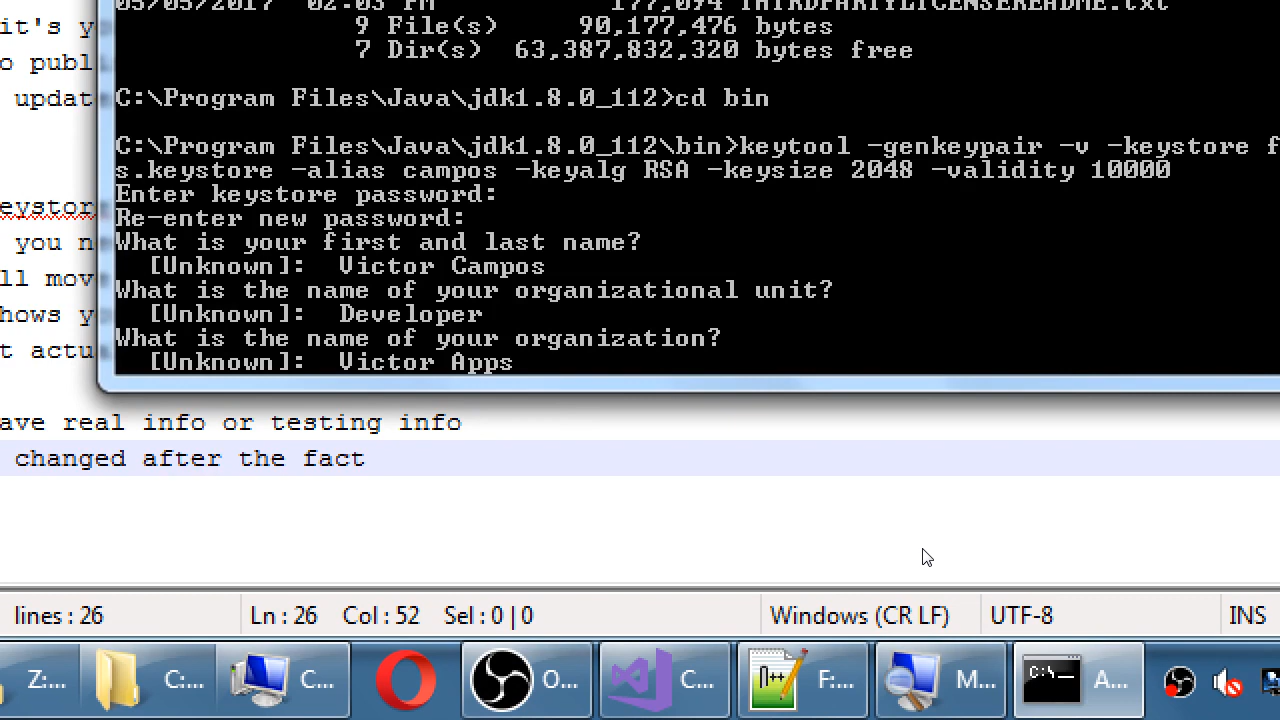 05/05/2017 02:03 PM 177,094 THIRDPARTYLICENSEREADME.txt
9 File(s) 90,177,476 bytes
7 Dir(s) 63,387,832,320 bytes free
C:\Program Files\Java\jdk1.8.0_112>cd bin
C:\Program Files\Java\jdk1.8.0_112\bin>keytool -genkeypair -v -keystore f
s.keystore -alias campos -keyalg RSA -keysize 2048 -validity 10000
Enter keystore password:
Re-enter new password:
What is your first and last name?
[Unknown]: Victor Campos
What is the name of your organizational unit?
[Unknown]: Developer
What is the name of your organization?
[Unknown]: Victor Apps
it's y
o publ
update
eystor
you n
ll mov
hows y
t actu
ave real info or testing info
changed after the fact
lines : 26 Ln : 26 Col : 52 Sel : 0 | 0 Windows (CR LF) UTF-8 INS
Z:... C:... C... O... C... F:... M... A...